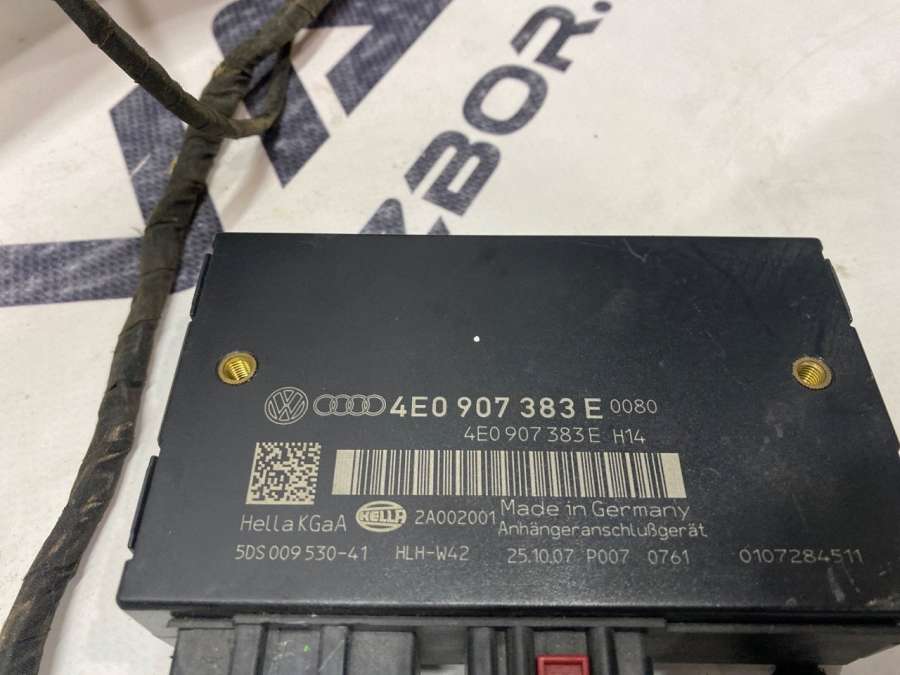 ZBOR.
4E0 907 383 E 0080
4E0 907 383 E H14
Hella KGaA HELLA 2A002001 Made in Germany
Anhängeranschlußgerät
5DS 009 530-41 HLH-W42 25.10.07 P007 0761 0107284511